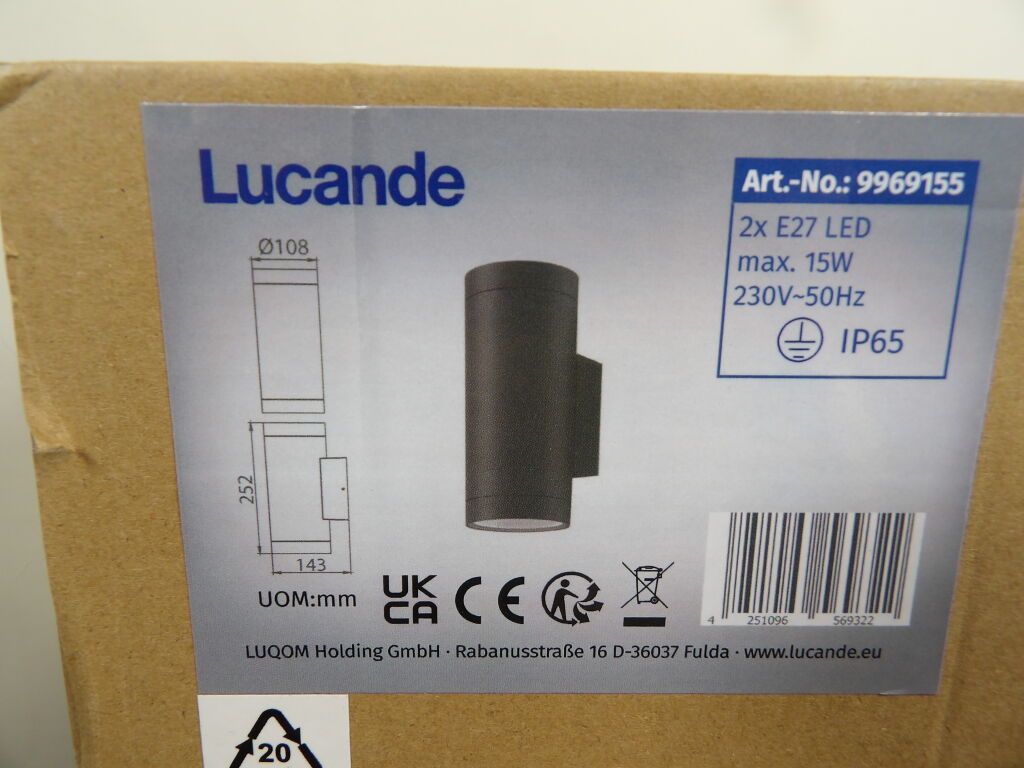 Lucande
Art.-No.: 9969155
2x E27 LED
max. 15W
230V~50Hz
IP65
Ø108
252
143
UOM:mm
UK
CA
CE
4 251096 569322
LUQOM Holding GmbH · Rabanusstraße 16 D-36037 Fulda · www.lucande.eu
20